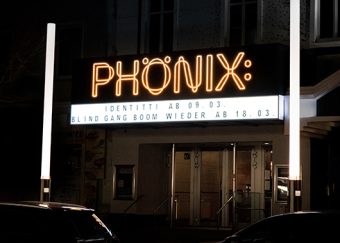 PHÖNIX:
IDENTITTI AB 09.03.
BLIND GANG BOOM WIEDER AB 18.03.